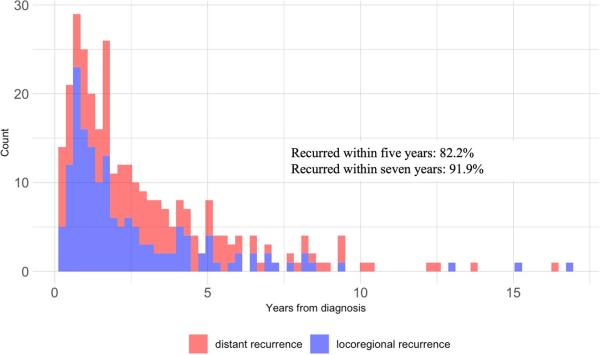 30
20
10
0
Count
Recurred within five years: 82.2%
Recurred within seven years: 91.9%
0 5 10 15
Years from diagnosis
distant recurrence locoregional recurrence